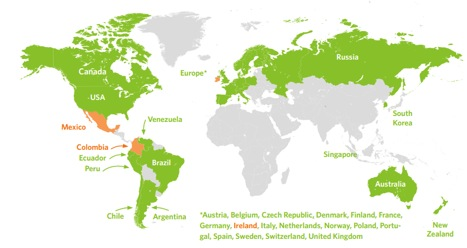 Canada
Russia
Europe*
USA
Mexico
Venezuela
South
Korea
Colombia
Singapore
Ecuador
Brazil
Peru
Australia
Chile
Argentina
*Austria, Belgium, Czech Republic, Denmark, Finland, France,
Germany, Ireland, Italy, Netherlands, Norway, Poland, Portu-
gal, Spain, Sweden, Switzerland, United Kingdom
New
Zealand